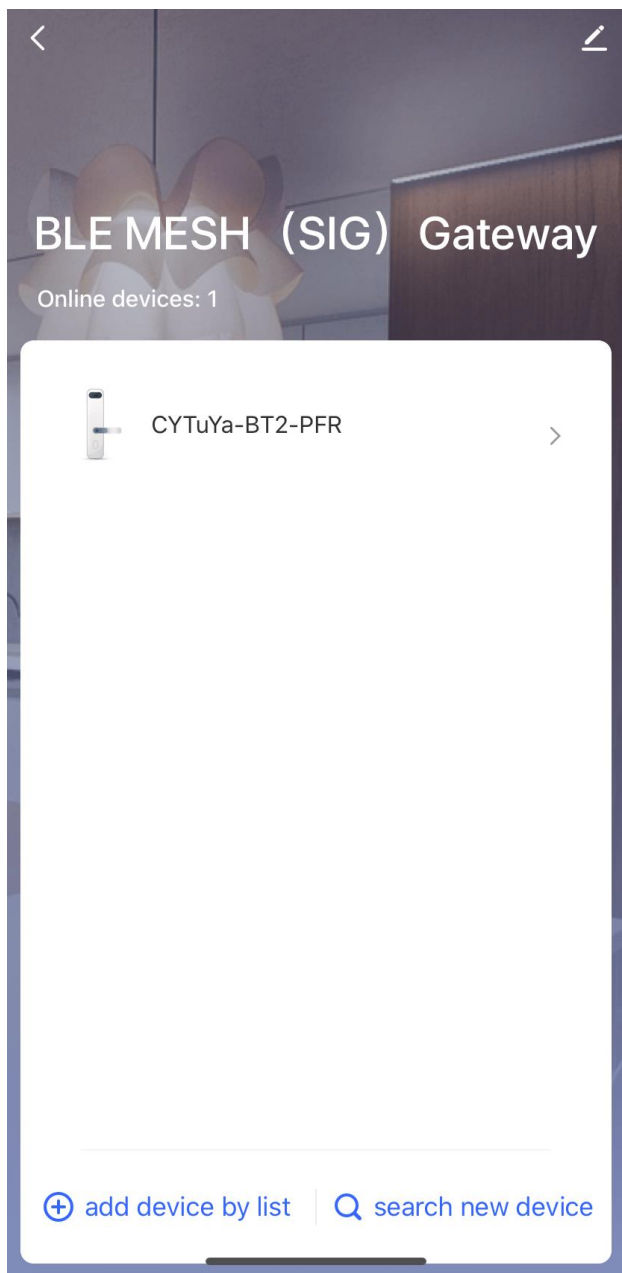 BLE MESH（SIG） Gateway
Online devices: 1
CYTuYa-BT2-PFR
add device by list
search new device